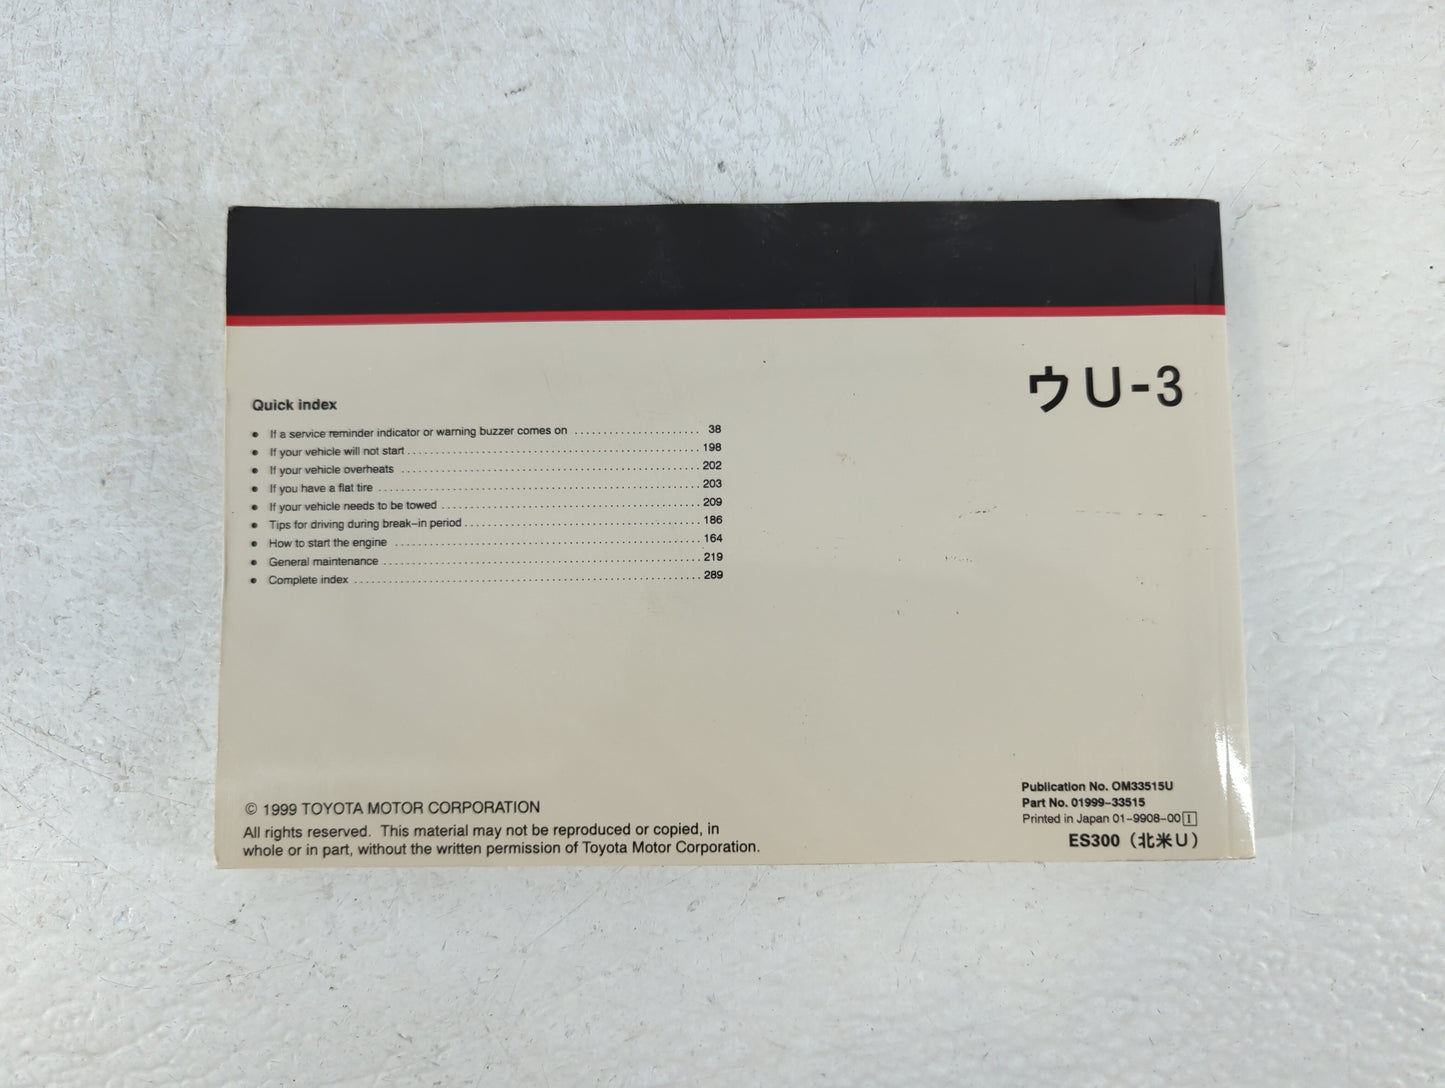 ウU-3
Quick index
● If a service reminder indicator or warning buzzer comes on ...................... 38
● If your vehicle will not start .................................................... 198
● If your vehicle overheats .................................................... 202
● If you have a flat tire ........................................................ 203
● If your vehicle needs to be towed .............................................. 209
● Tips for driving during break–in period .......................................... 186
● How to start the engine ...................................................... 164
● General maintenance ........................................................ 219
● Complete index .............................................................. 289
© 1999 TOYOTA MOTOR CORPORATION
All rights reserved. This material may not be reproduced or copied, in
whole or in part, without the written permission of Toyota Motor Corporation.
Publication No. OM33515U
Part No. 01999–33515
Printed in Japan 01–9908–00 I
ES300（北米U）